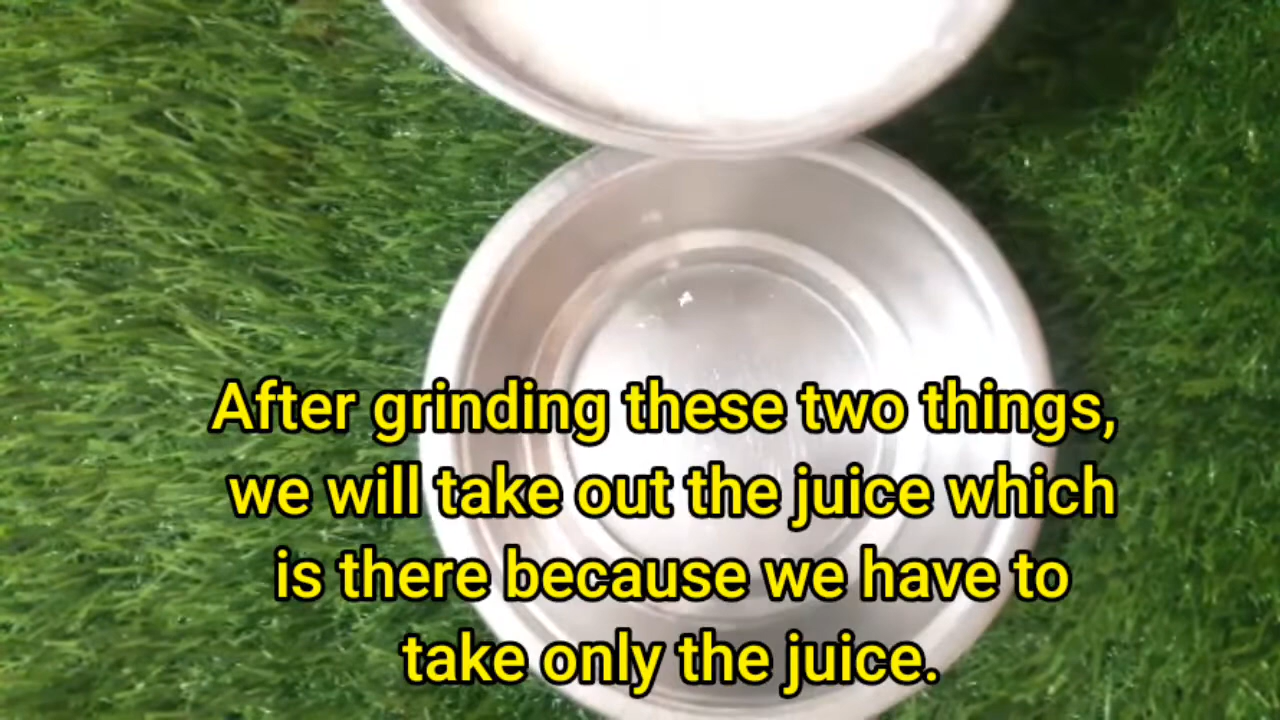 After grinding these two things,
we will take out the juice which
is there because we have to
take only the juice.